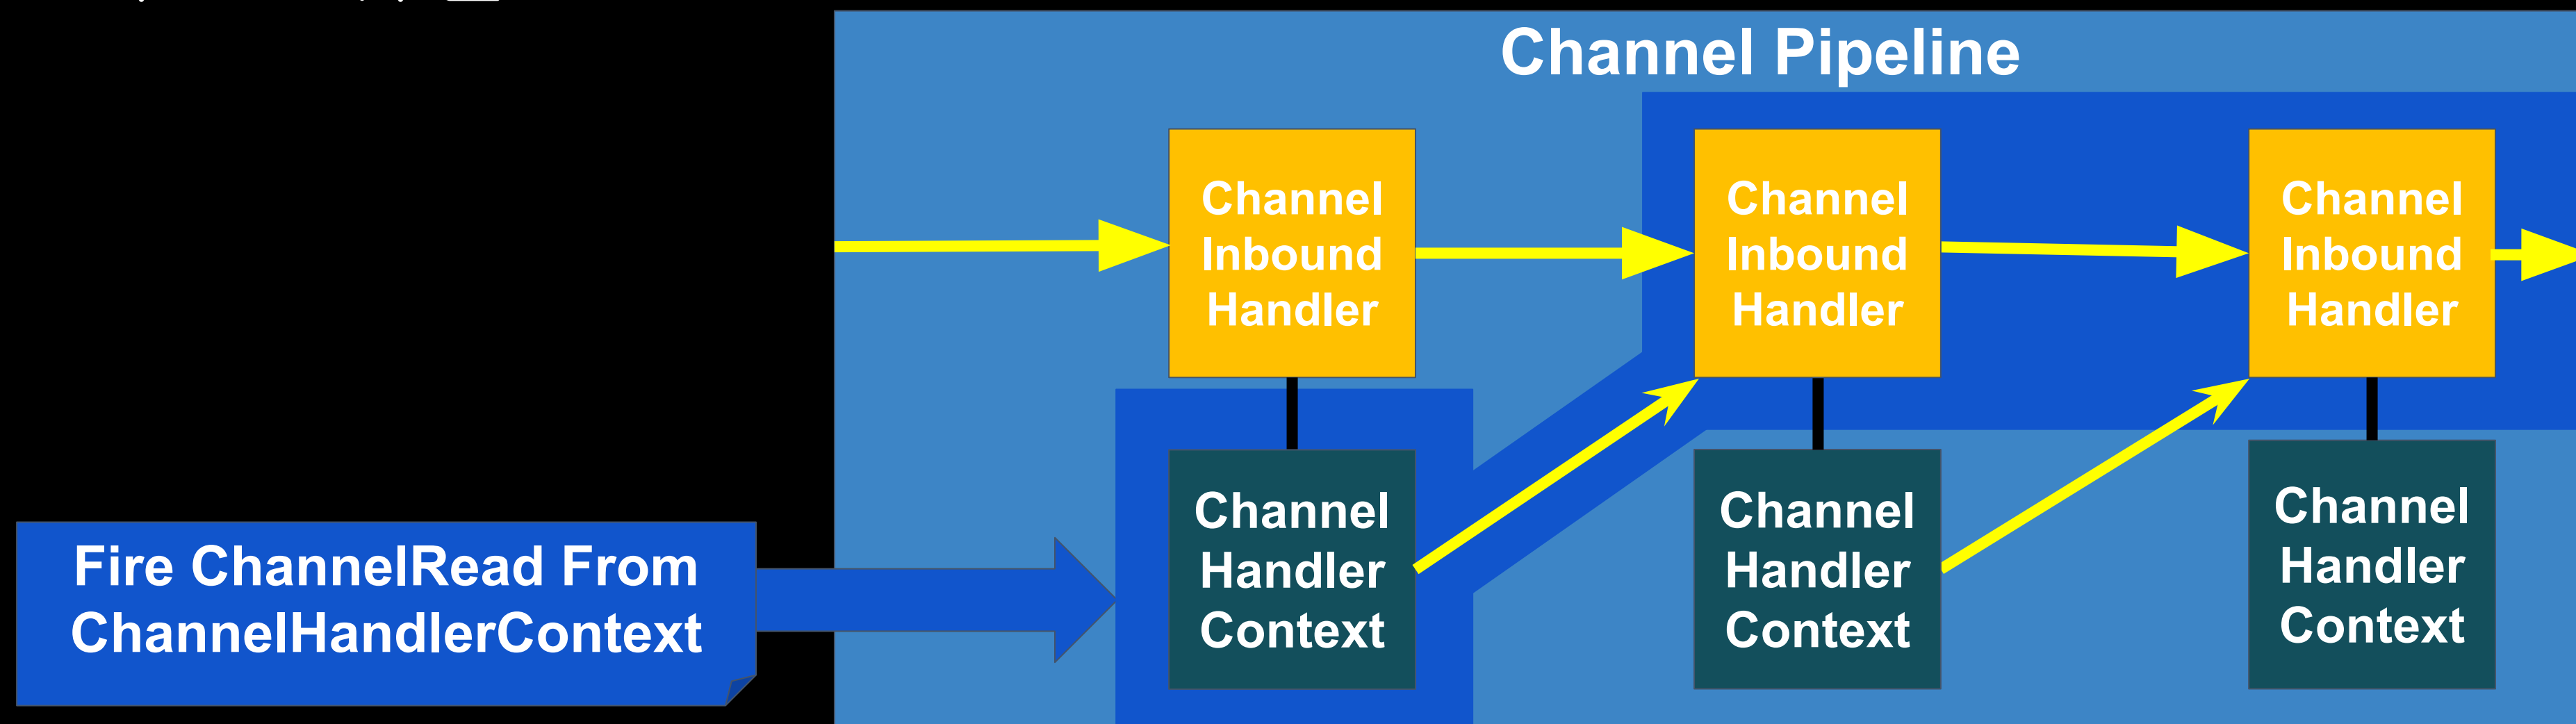 Channel Pipeline
Channel
Inbound
Handler
Channel
Inbound
Handler
Channel
Inbound
Handler
Fire ChannelRead From
ChannelHandlerContext
Channel
Handler
Context
Channel
Handler
Context
Channel
Handler
Context